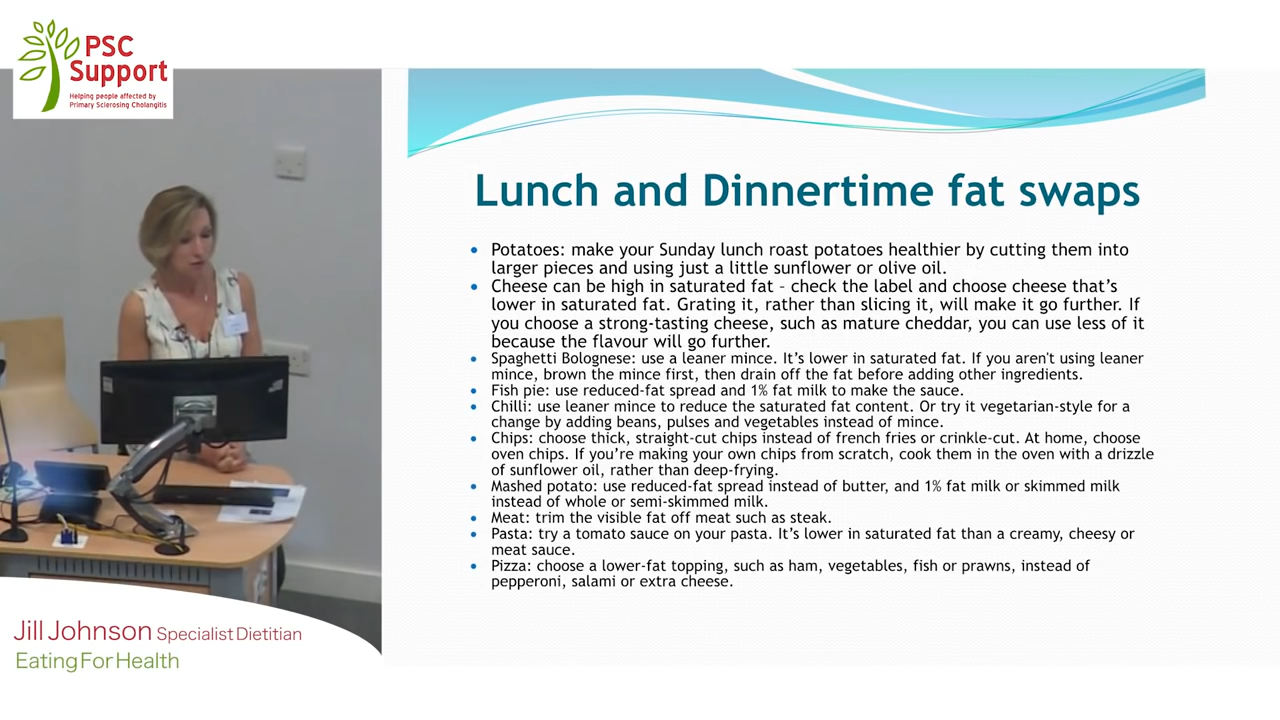 PSC
Support
Helping people affected by
Primary Sclerosing Cholangitis
Lunch and Dinnertime fat swaps
• Potatoes: make your Sunday lunch roast potatoes healthier by cutting them into
larger pieces and using just a little sunflower or olive oil.
• Cheese can be high in saturated fat – check the label and choose cheese that's
lower in saturated fat. Grating it, rather than slicing it, will make it go further. If
you choose a strong-tasting cheese, such as mature cheddar, you can use less of it
because the flavour will go further.
• Spaghetti Bolognese: use a leaner mince. It's lower in saturated fat. If you aren't using leaner
mince, brown the mince first, then drain off the fat before adding other ingredients.
• Fish pie: use reduced-fat spread and 1% fat milk to make the sauce.
• Chilli: use leaner mince to reduce the saturated fat content. Or try it vegetarian-style for a
change by adding beans, pulses and vegetables instead of mince.
• Chips: choose thick, straight-cut chips instead of french fries or crinkle-cut. At home, choose
oven chips. If you're making your own chips from scratch, cook them in the oven with a drizzle
of sunflower oil, rather than deep-frying.
• Mashed potato: use reduced-fat spread instead of butter, and 1% fat milk or skimmed milk
instead of whole or semi-skimmed milk.
• Meat: trim the visible fat off meat such as steak.
• Pasta: try a tomato sauce on your pasta. It's lower in saturated fat than a creamy, cheesy or
meat sauce.
• Pizza: choose a lower-fat topping, such as ham, vegetables, fish or prawns, instead of
pepperoni, salami or extra cheese.
Jill Johnson Specialist Dietitian
Eating For Health